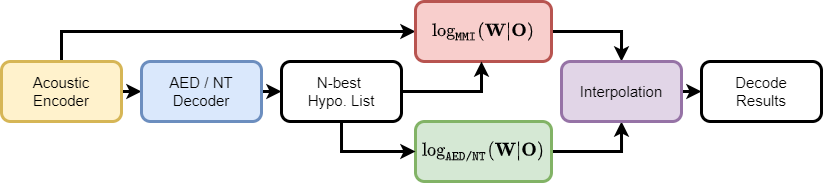 Acoustic
Encoder
AED / NT
Decoder
N-best
Hypo. List
log_MMI(W|O)
log_AED/NT(W|O)
Interpolation
Decode
Results